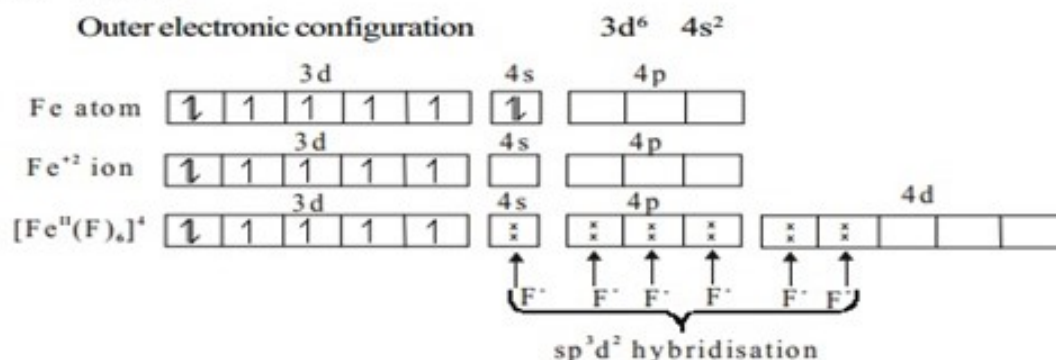 Outer electronic configuration 3d⁶ 4s²
3d 4s 4p
Fe atom
3d 4s 4p
Fe⁺² ion
3d 4s 4p 4d
[Feᴵᴵ(F)₆]⁴
F⁻ F⁻ F⁻ F⁻ F⁻ F⁻
sp³d² hybridisation